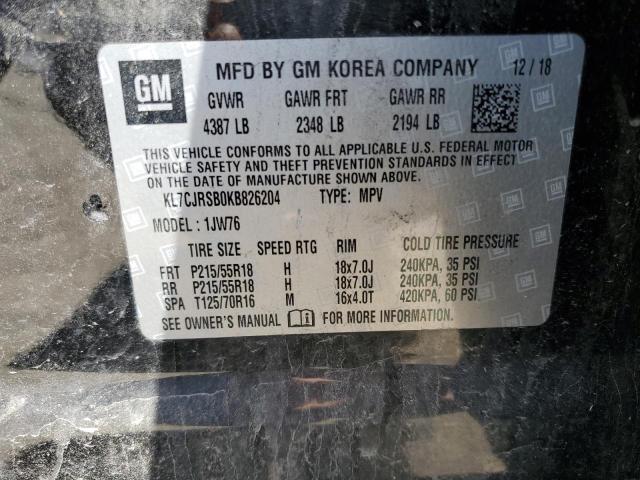 GM MFD BY GM KOREA COMPANY 12/18
GVWR GAWR FRT GAWR RR
4387 LB 2348 LB 2194 LB
THIS VEHICLE CONFORMS TO ALL APPLICABLE U.S. FEDERAL MOTOR
VEHICLE SAFETY AND THEFT PREVENTION STANDARDS IN EFFECT
ON THE DATE OF MANUFACTURE SHOWN ABOVE.
KL7CJRSB0KB826204 TYPE: MPV
MODEL: 1JW76
TIRE SIZE SPEED RTG RIM COLD TIRE PRESSURE
FRT P215/55R18 H 18x7.0J 240KPA, 35 PSI
RR P215/55R18 H 18x7.0J 240KPA, 35 PSI
SPA T125/70R16 M 16x4.0T 420KPA, 60 PSI
SEE OWNER'S MANUAL FOR MORE INFORMATION.